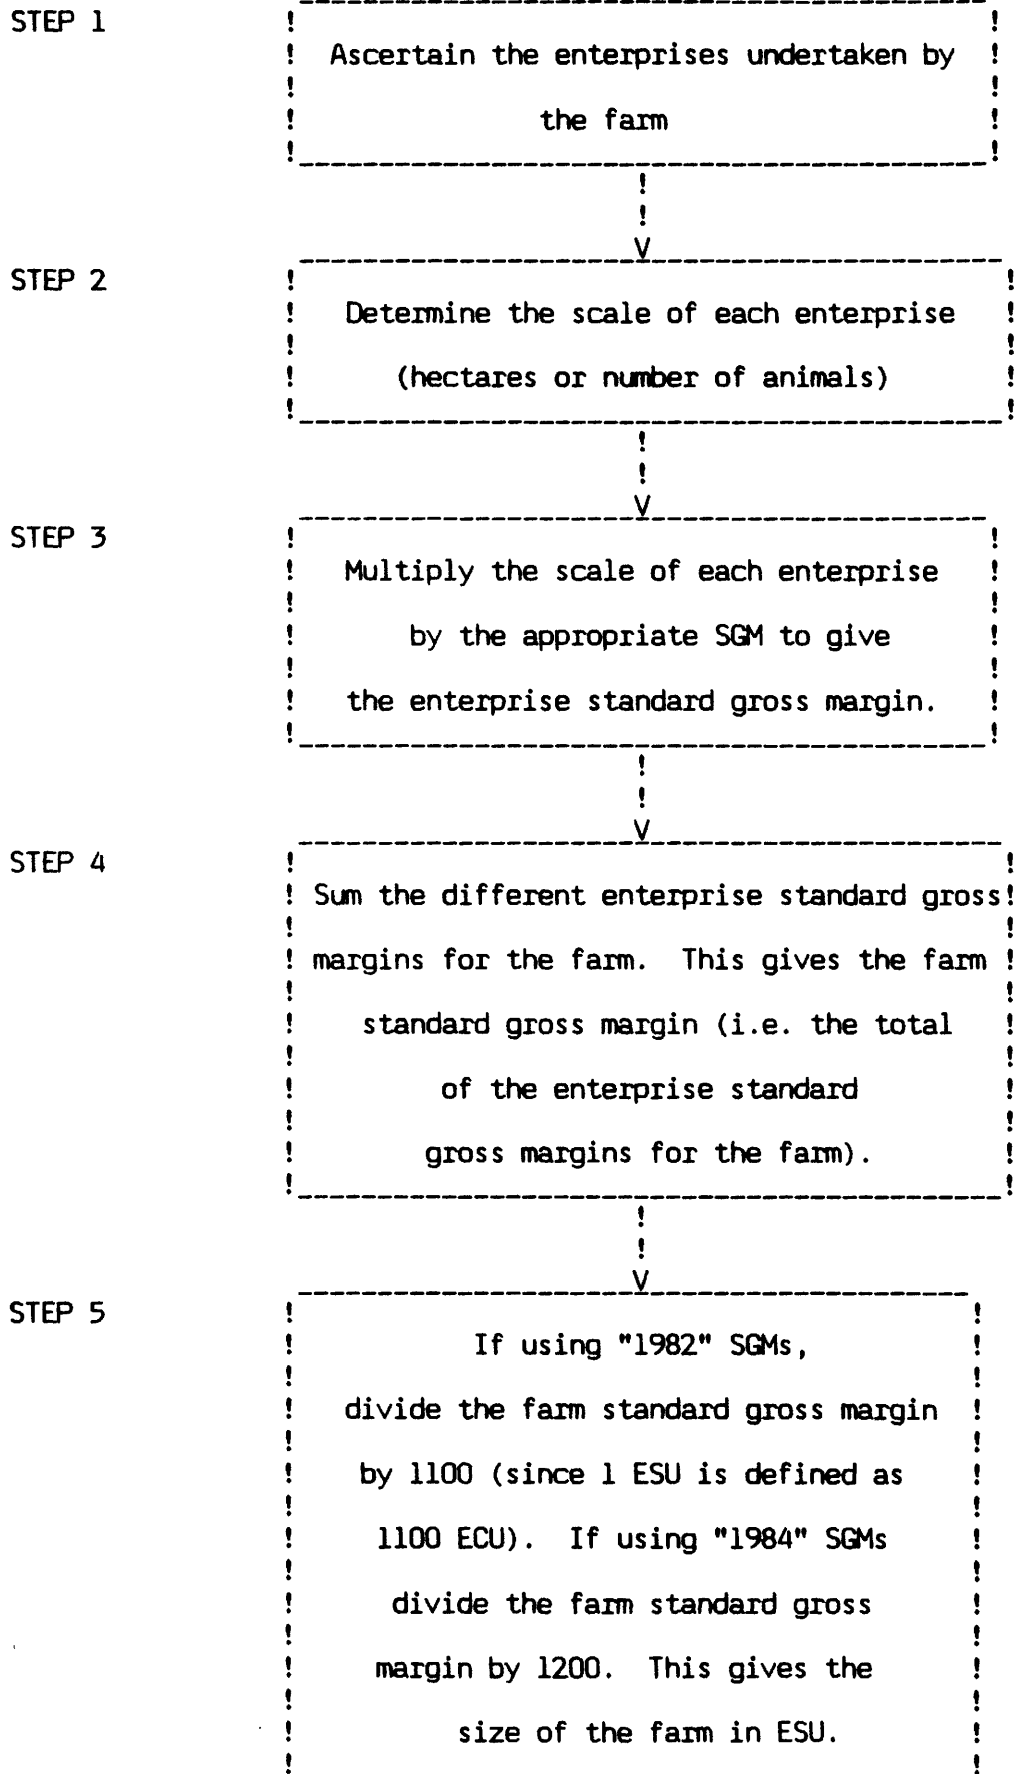 STEP 1
Ascertain the enterprises undertaken by
the farm
STEP 2
Determine the scale of each enterprise
(hectares or number of animals)
STEP 3
Multiply the scale of each enterprise
by the appropriate SGM to give
the enterprise standard gross margin.
STEP 4
Sum the different enterprise standard gross
margins for the farm. This gives the farm
standard gross margin (i.e. the total
of the enterprise standard
gross margins for the farm).
STEP 5
If using "1982" SGMs,
divide the farm standard gross margin
by 1100 (since 1 ESU is defined as
1100 ECU). If using "1984" SGMs
divide the farm standard gross
margin by 1200. This gives the
size of the farm in ESU.